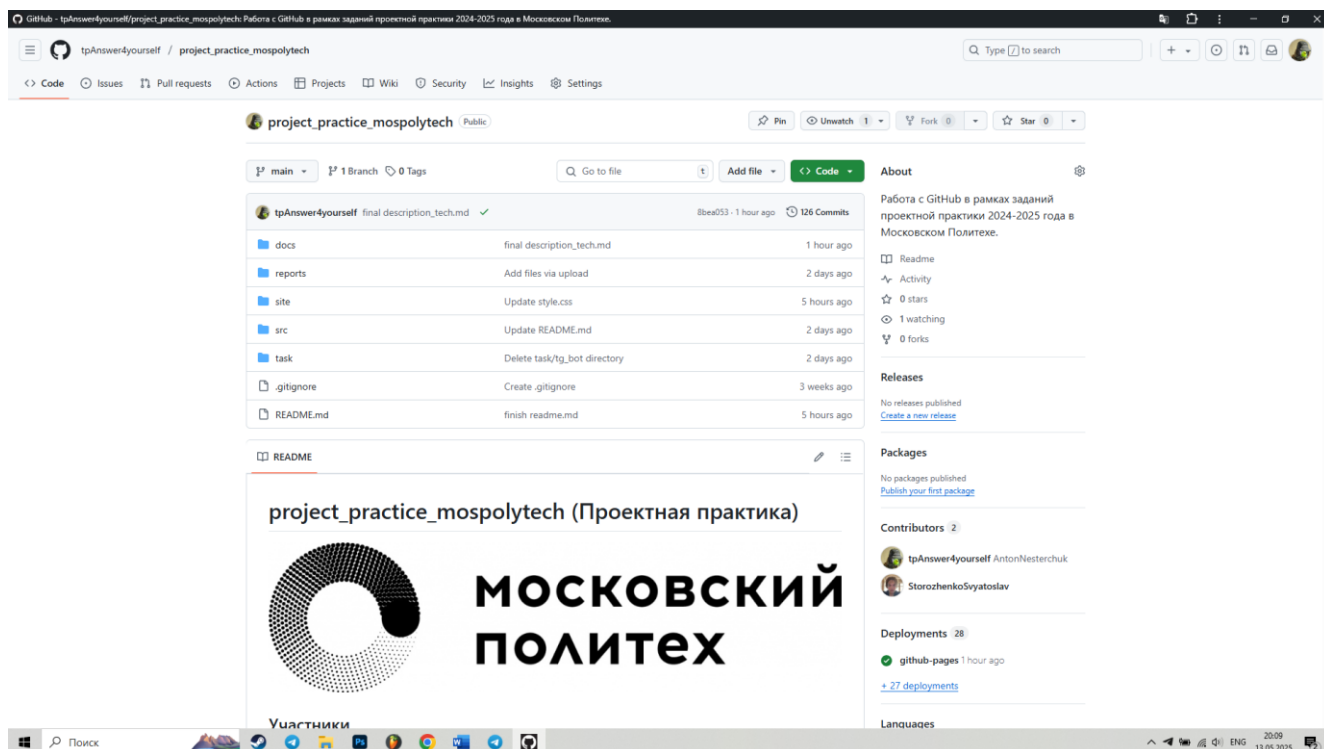 GitHub - tpAnswer4yourself/project_practice_mospolytech: Работа с GitHub в рамках заданий проектной практики 2024-2025 года в Московском Политехе.
tpAnswer4yourself / project_practice_mospolytech
Type / to search
<> Code Issues Pull requests Actions Projects Wiki Security Insights Settings
project_practice_mospolytech Public
Pin Unwatch 1 Fork 0 Star 0
main 1 Branch 0 Tags Go to file t Add file <> Code
tpAnswer4yourself final description_tech.md 8bea053 · 1 hour ago 126 Commits
docs final description_tech.md 1 hour ago
reports Add files via upload 2 days ago
site Update style.css 5 hours ago
src Update README.md 2 days ago
task Delete task/tg_bot directory 2 days ago
.gitignore Create .gitignore 3 weeks ago
README.md finish readme.md 5 hours ago
README
project_practice_mospolytech (Проектная практика)
московский
политех
Участники
About
Работа с GitHub в рамках заданий
проектной практики 2024-2025 года в
Московском Политехе.
Readme
Activity
0 stars
1 watching
0 forks
Releases
No releases published
Create a new release
Packages
No packages published
Publish your first package
Contributors 2
tpAnswer4yourself AntonNesterchuk
StorozhenkoSvyatoslav
Deployments 28
github-pages 1 hour ago
+ 27 deployments
Languages
Поиск
Ps
W
ENG
20:09
13.05.2025